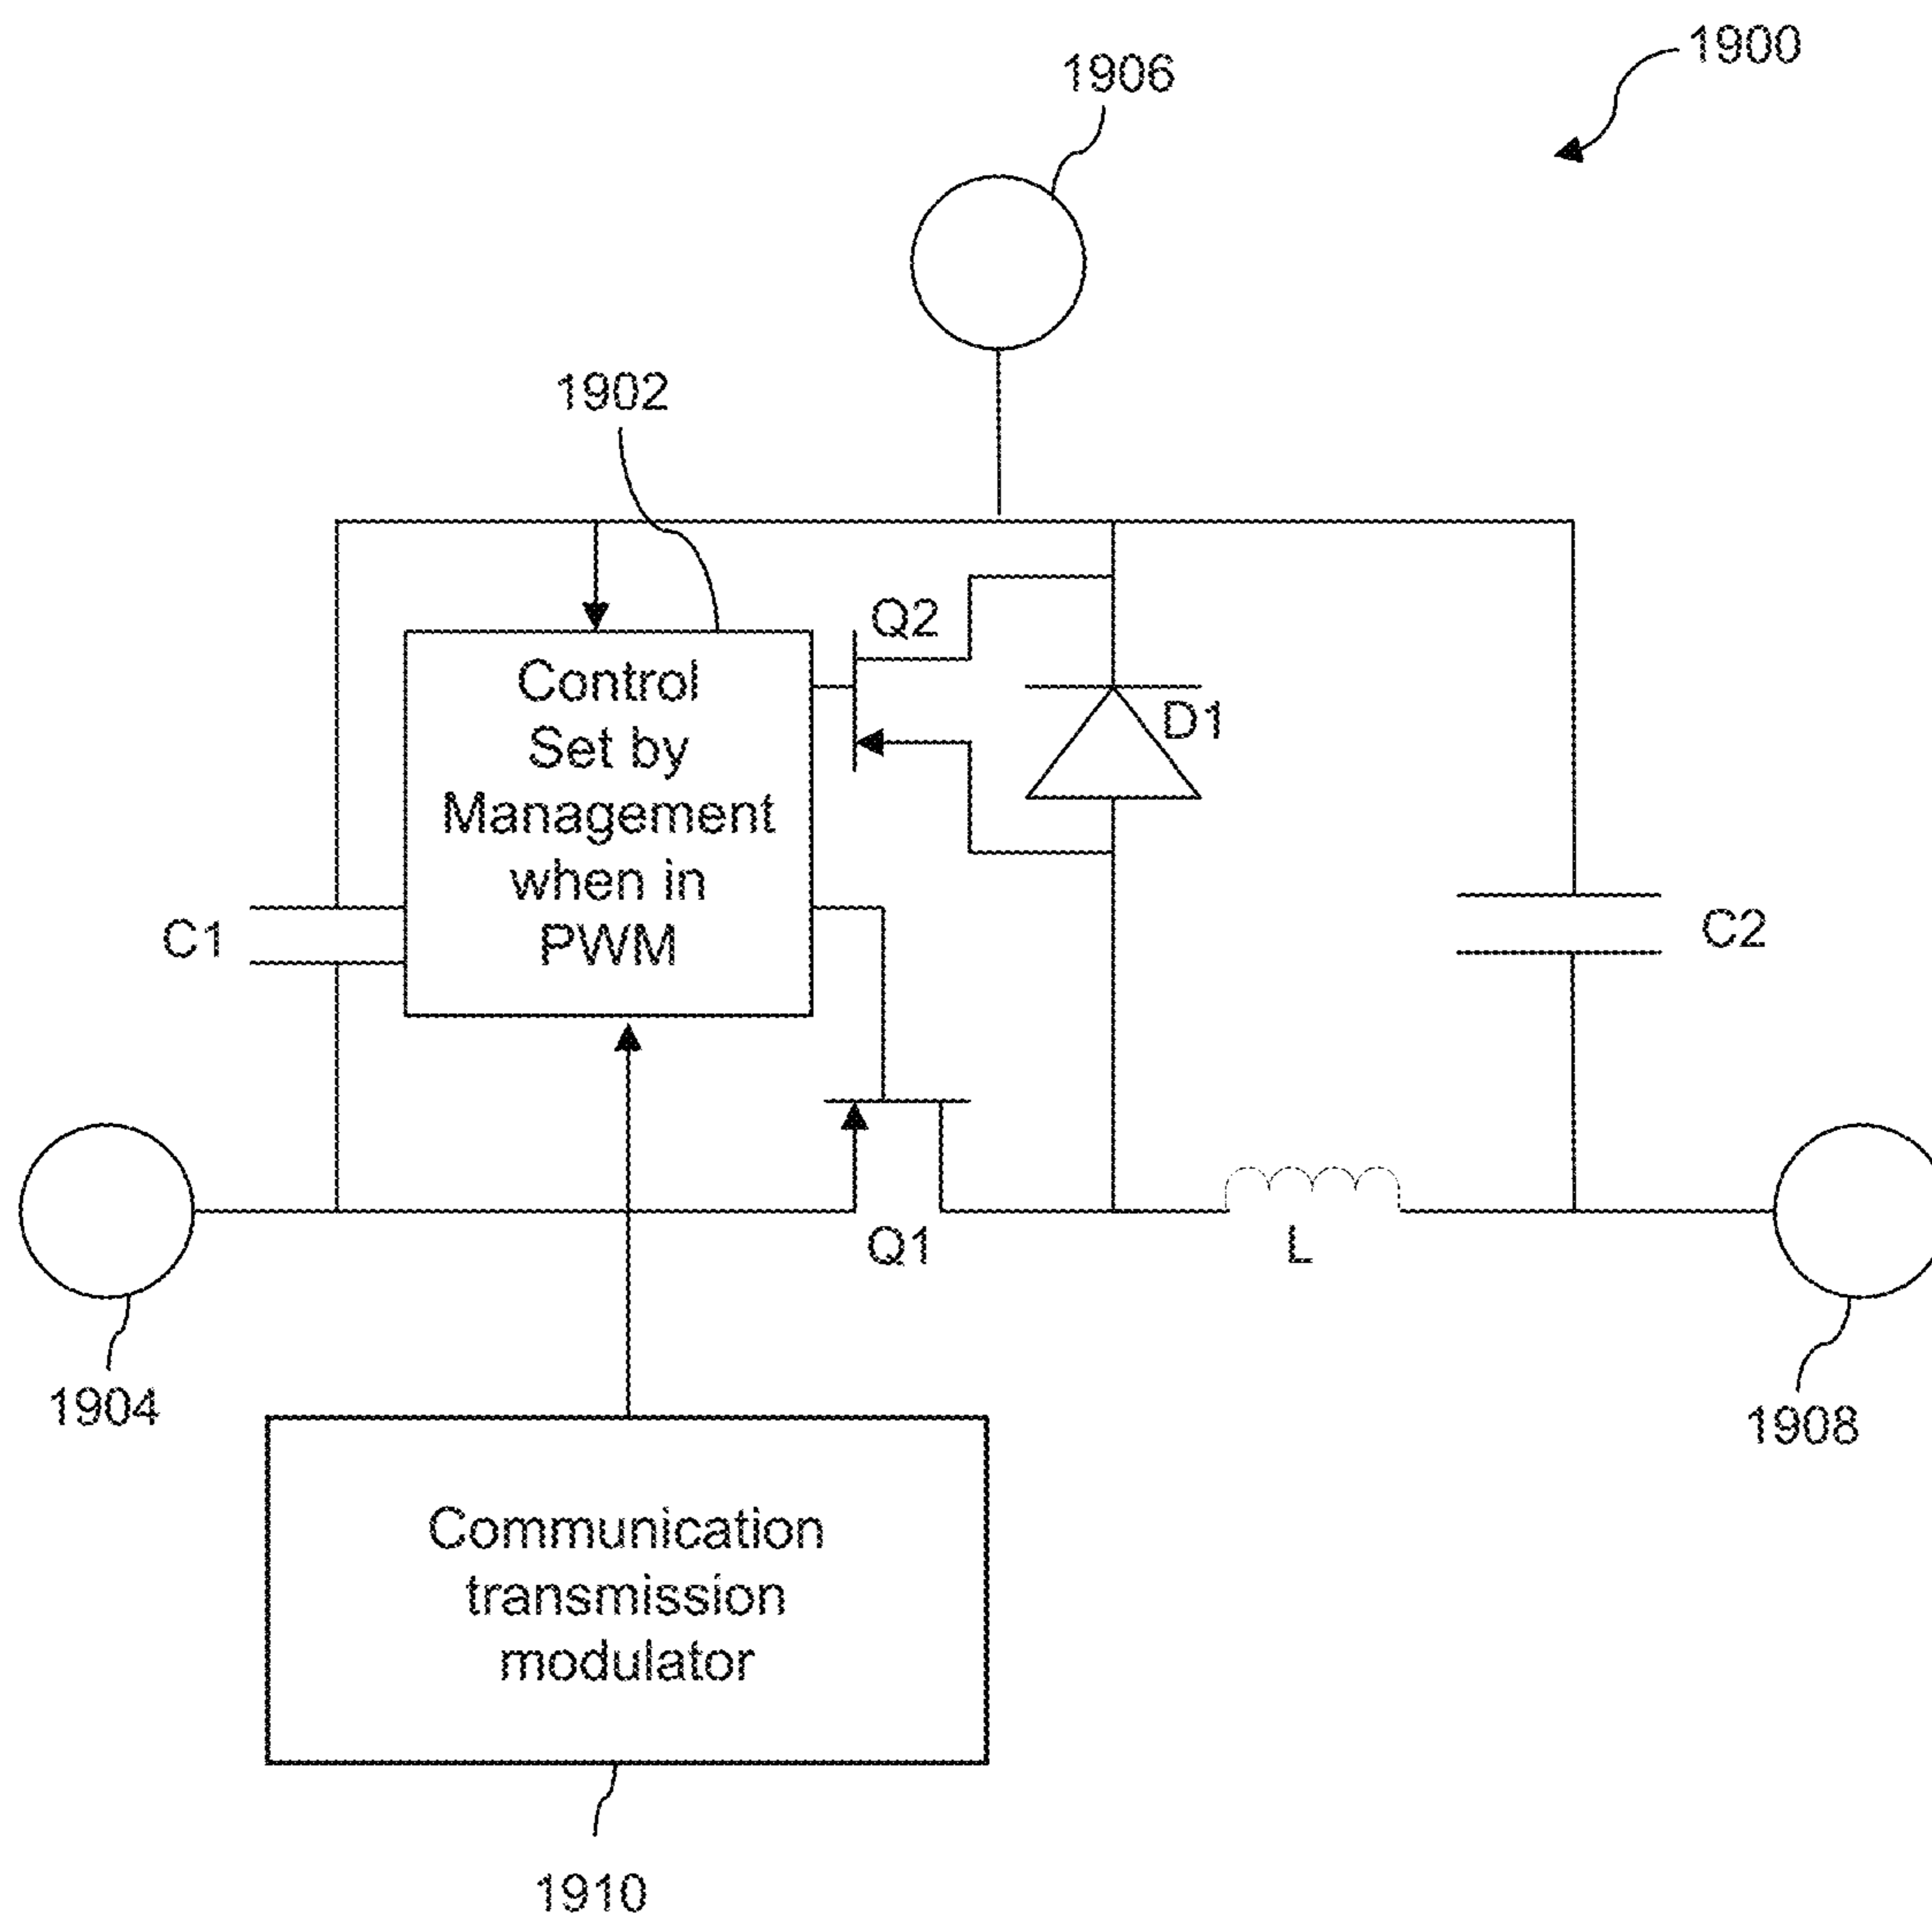 1900
1906
1902
Q2
Control
Set by
Management
when in
PWM
D1
C1
C2
Q1
L
1904
1908
Communication
transmission
modulator
1910